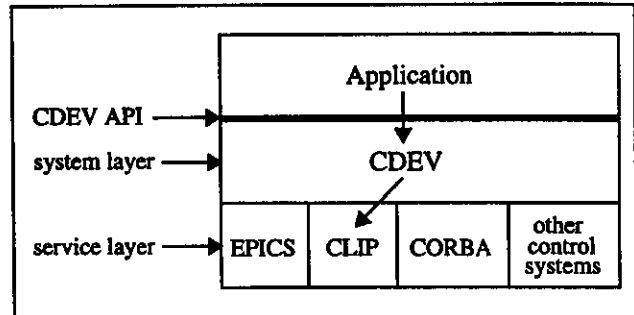 Application
CDEV API
system layer
CDEV
service layer
EPICS
CLIP
CORBA
other
control
systems